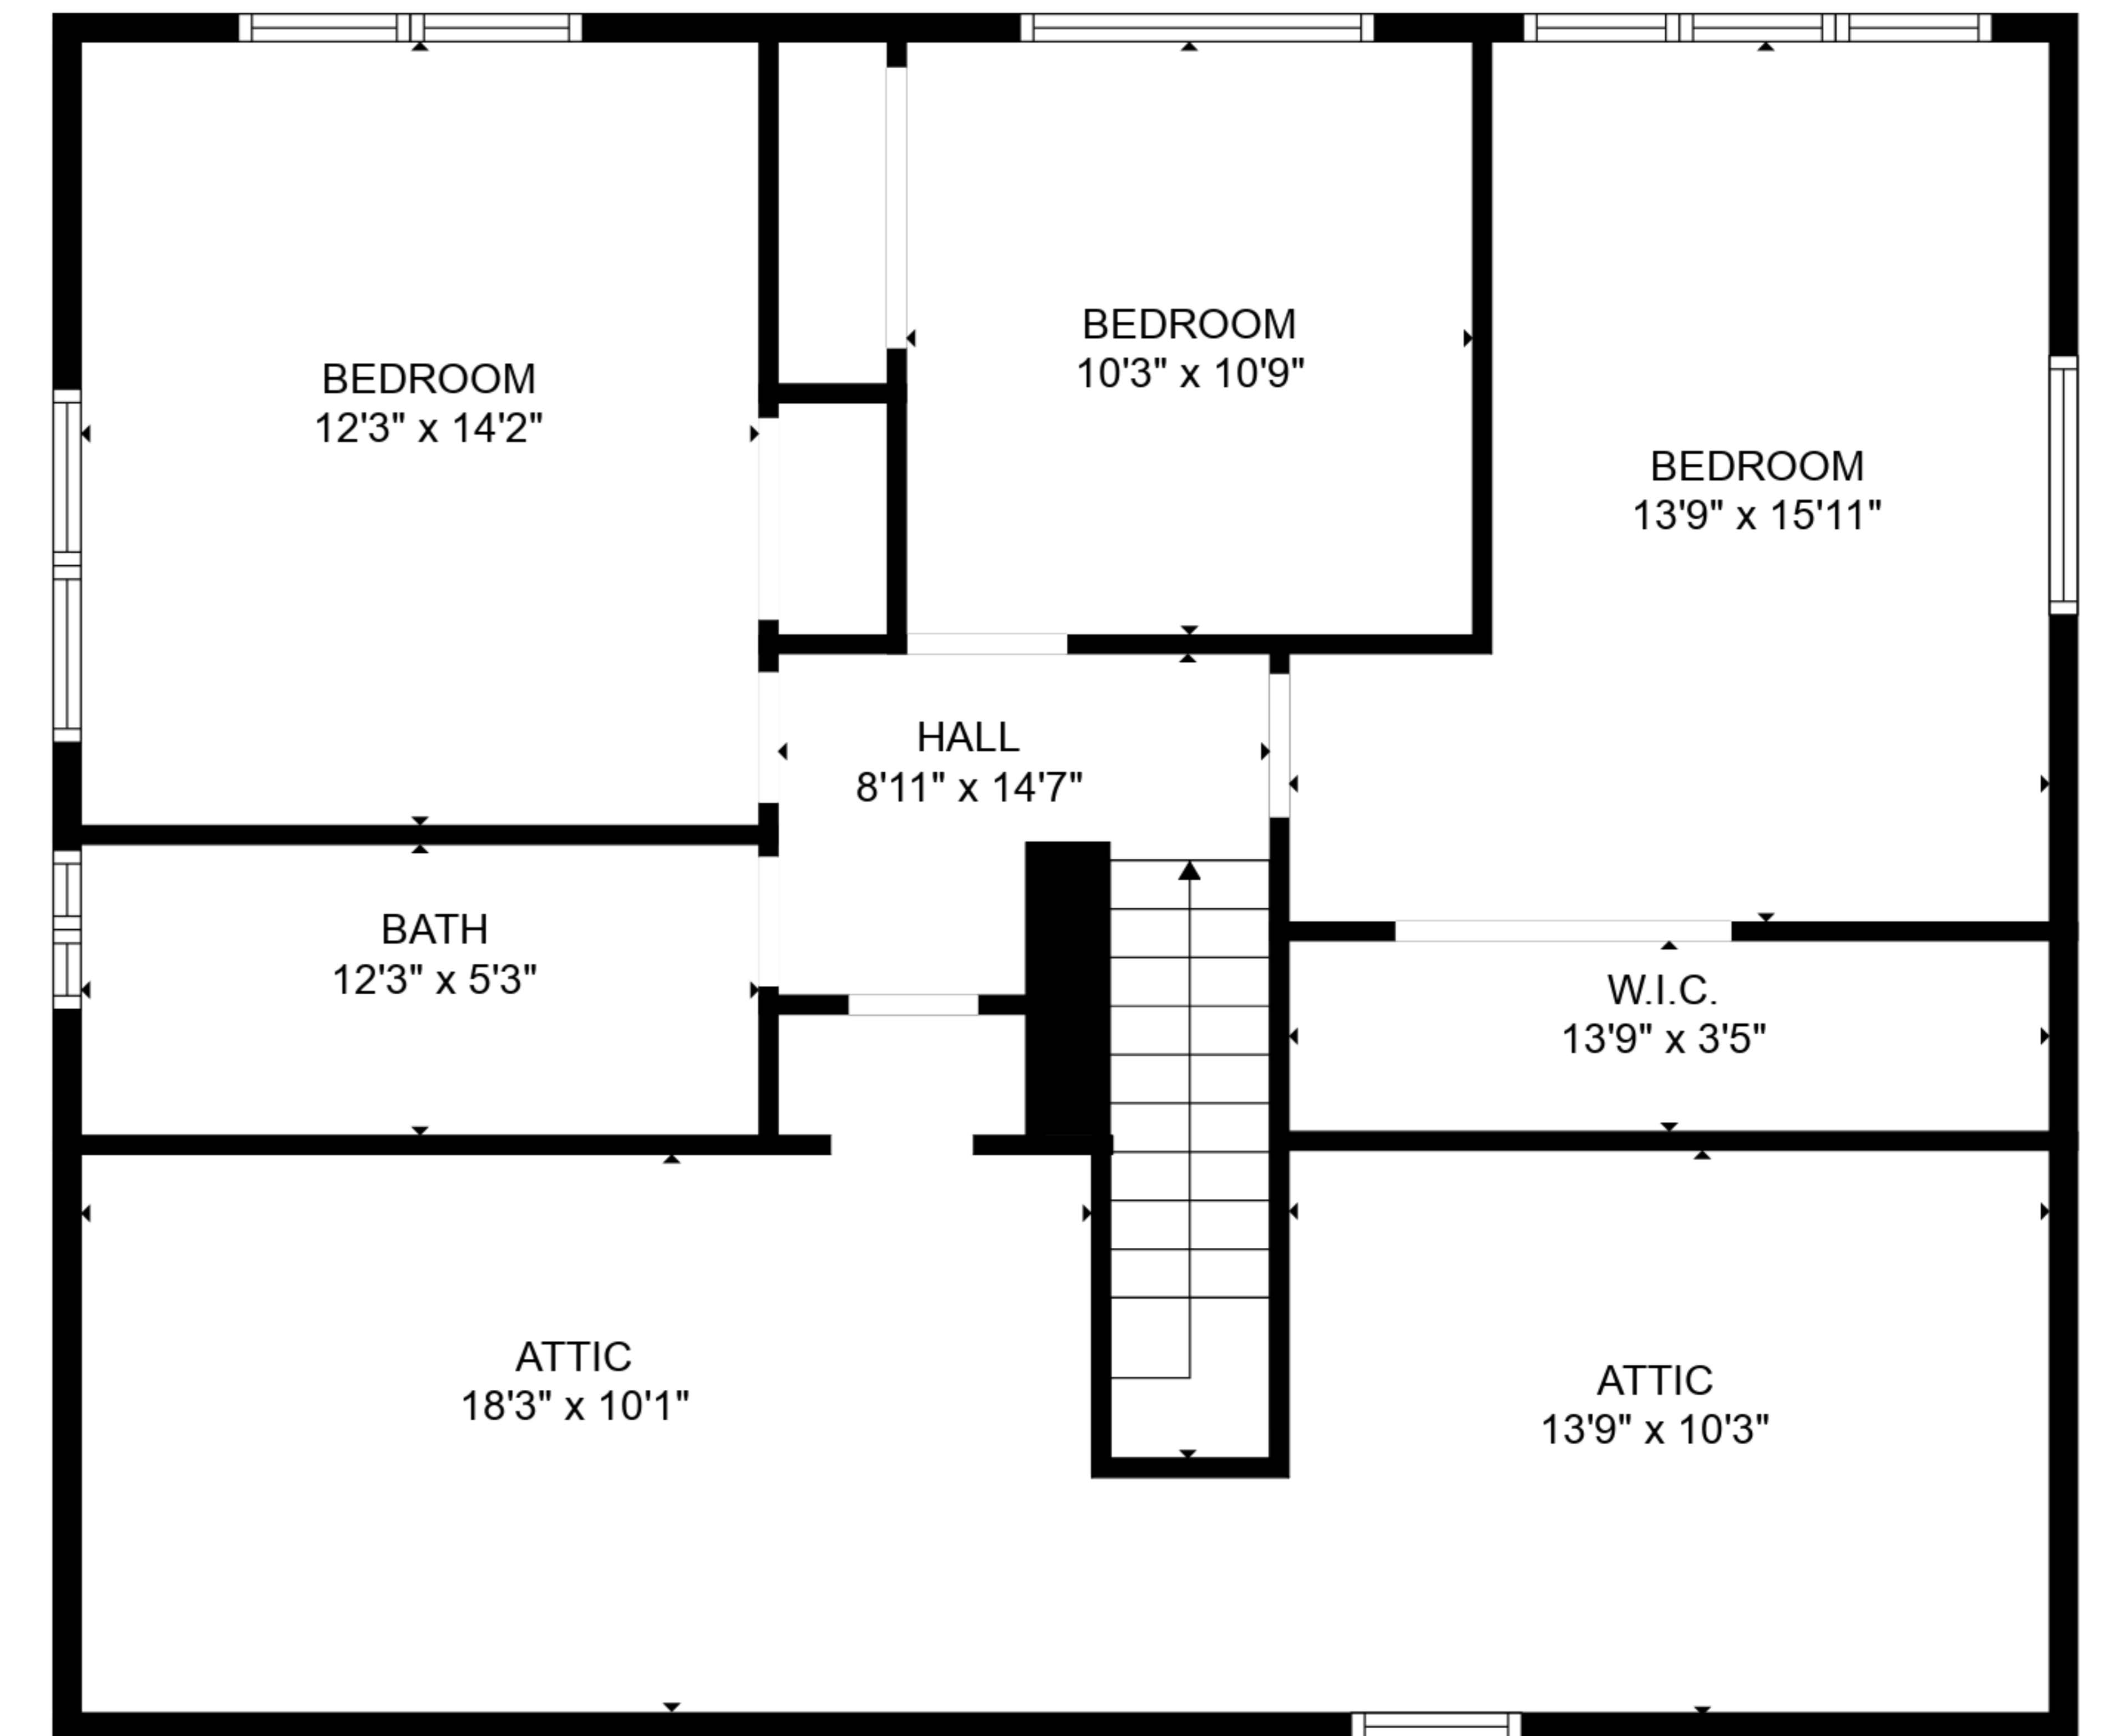 BEDROOM
12'3" x 14'2"
BEDROOM
10'3" x 10'9"
BEDROOM
13'9" x 15'11"
HALL
8'11" x 14'7"
BATH
12'3" x 5'3"
W.I.C.
13'9" x 3'5"
ATTIC
18'3" x 10'1"
ATTIC
13'9" x 10'3"